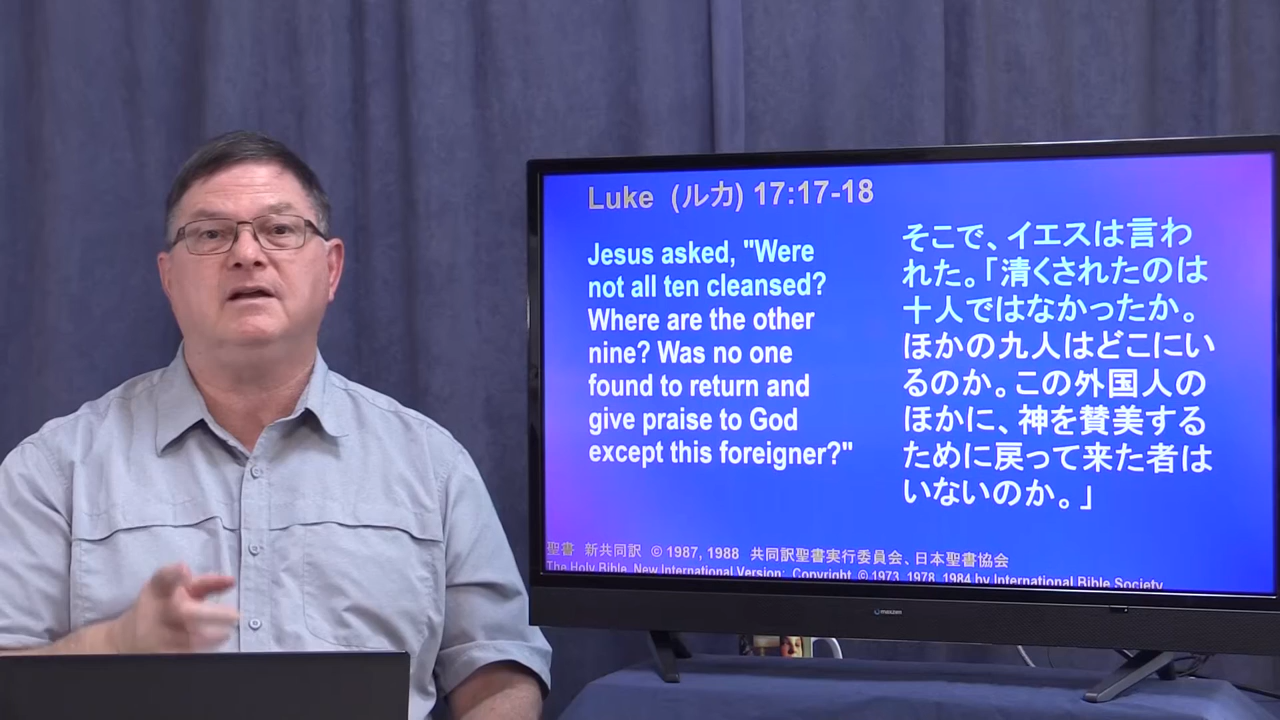 Luke (ルカ) 17:17-18
Jesus asked, "Were
not all ten cleansed?
Where are the other
nine? Was no one
found to return and
give praise to God
except this foreigner?"
そこで、イエスは言わ
れた。「清くされたのは
十人ではなかったか。
ほかの九人はどこにい
るのか。この外国人の
ほかに、神を賛美する
ために戻って来た者は
いないのか。」
聖書 新共同訳 © 1987, 1988 共同訳聖書実行委員会、日本聖書協会
The Holy Bible, New International Version; Copyright © 1973, 1978, 1984 by International Bible Society
maxzen